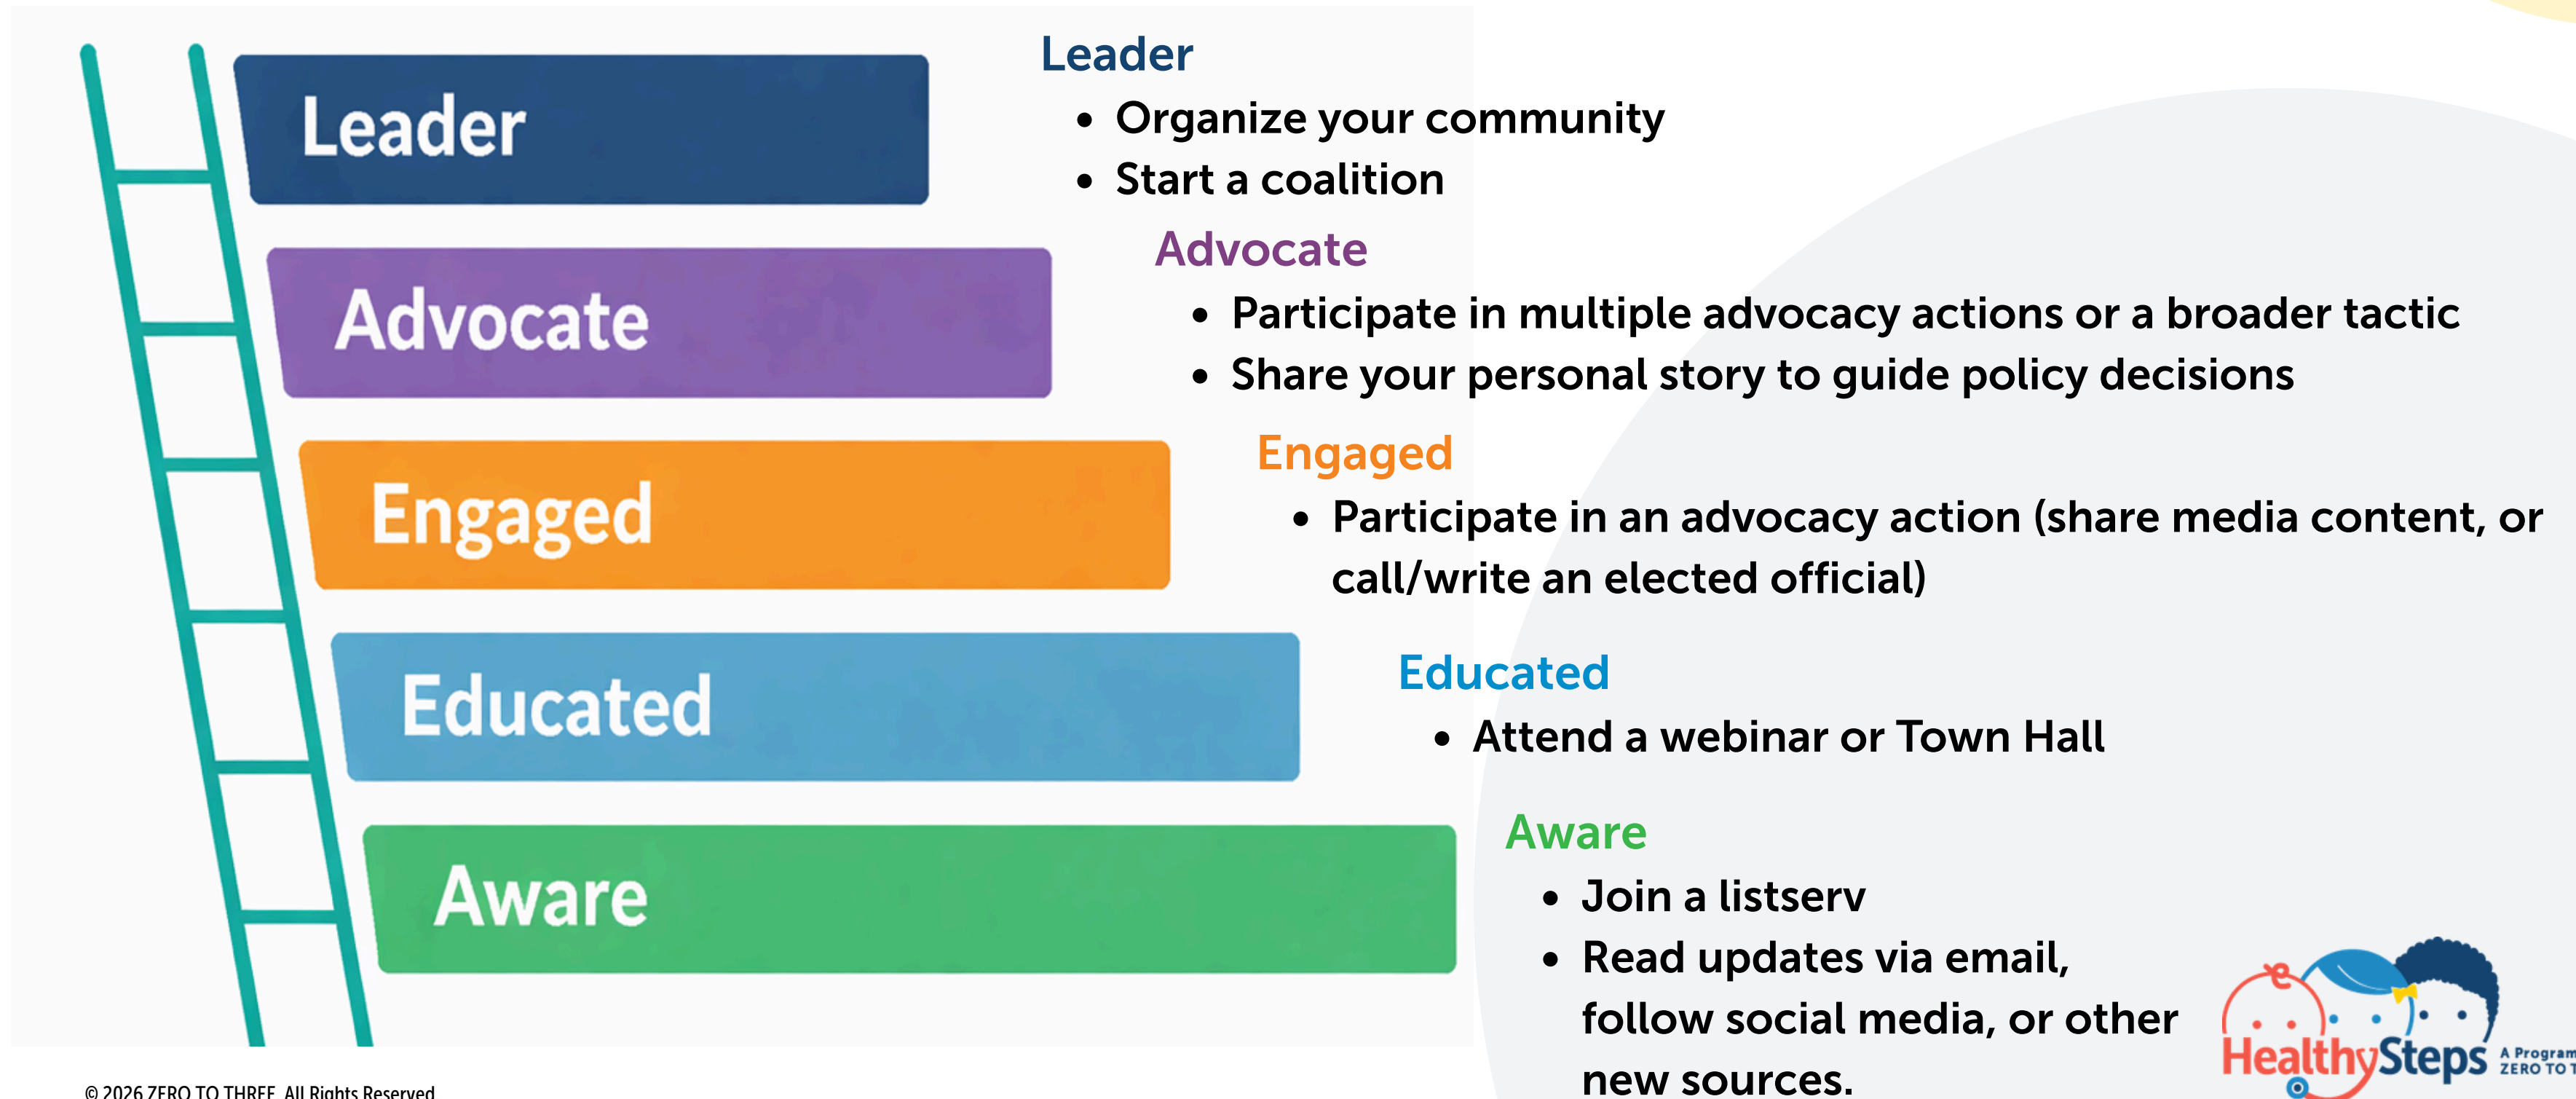 Leader
Leader
• Organize your community
• Start a coalition
Advocate
Advocate
• Participate in multiple advocacy actions or a broader tactic
• Share your personal story to guide policy decisions
Engaged
Engaged
• Participate in an advocacy action (share media content, or
call/write an elected official)
Educated
Educated
• Attend a webinar or Town Hall
Aware
Aware
• Join a listserv
• Read updates via email,
follow social media, or other
new sources.
HealthySteps
A Program
ZERO TO T
© 2026 ZERO TO THREE. All Rights Reserved